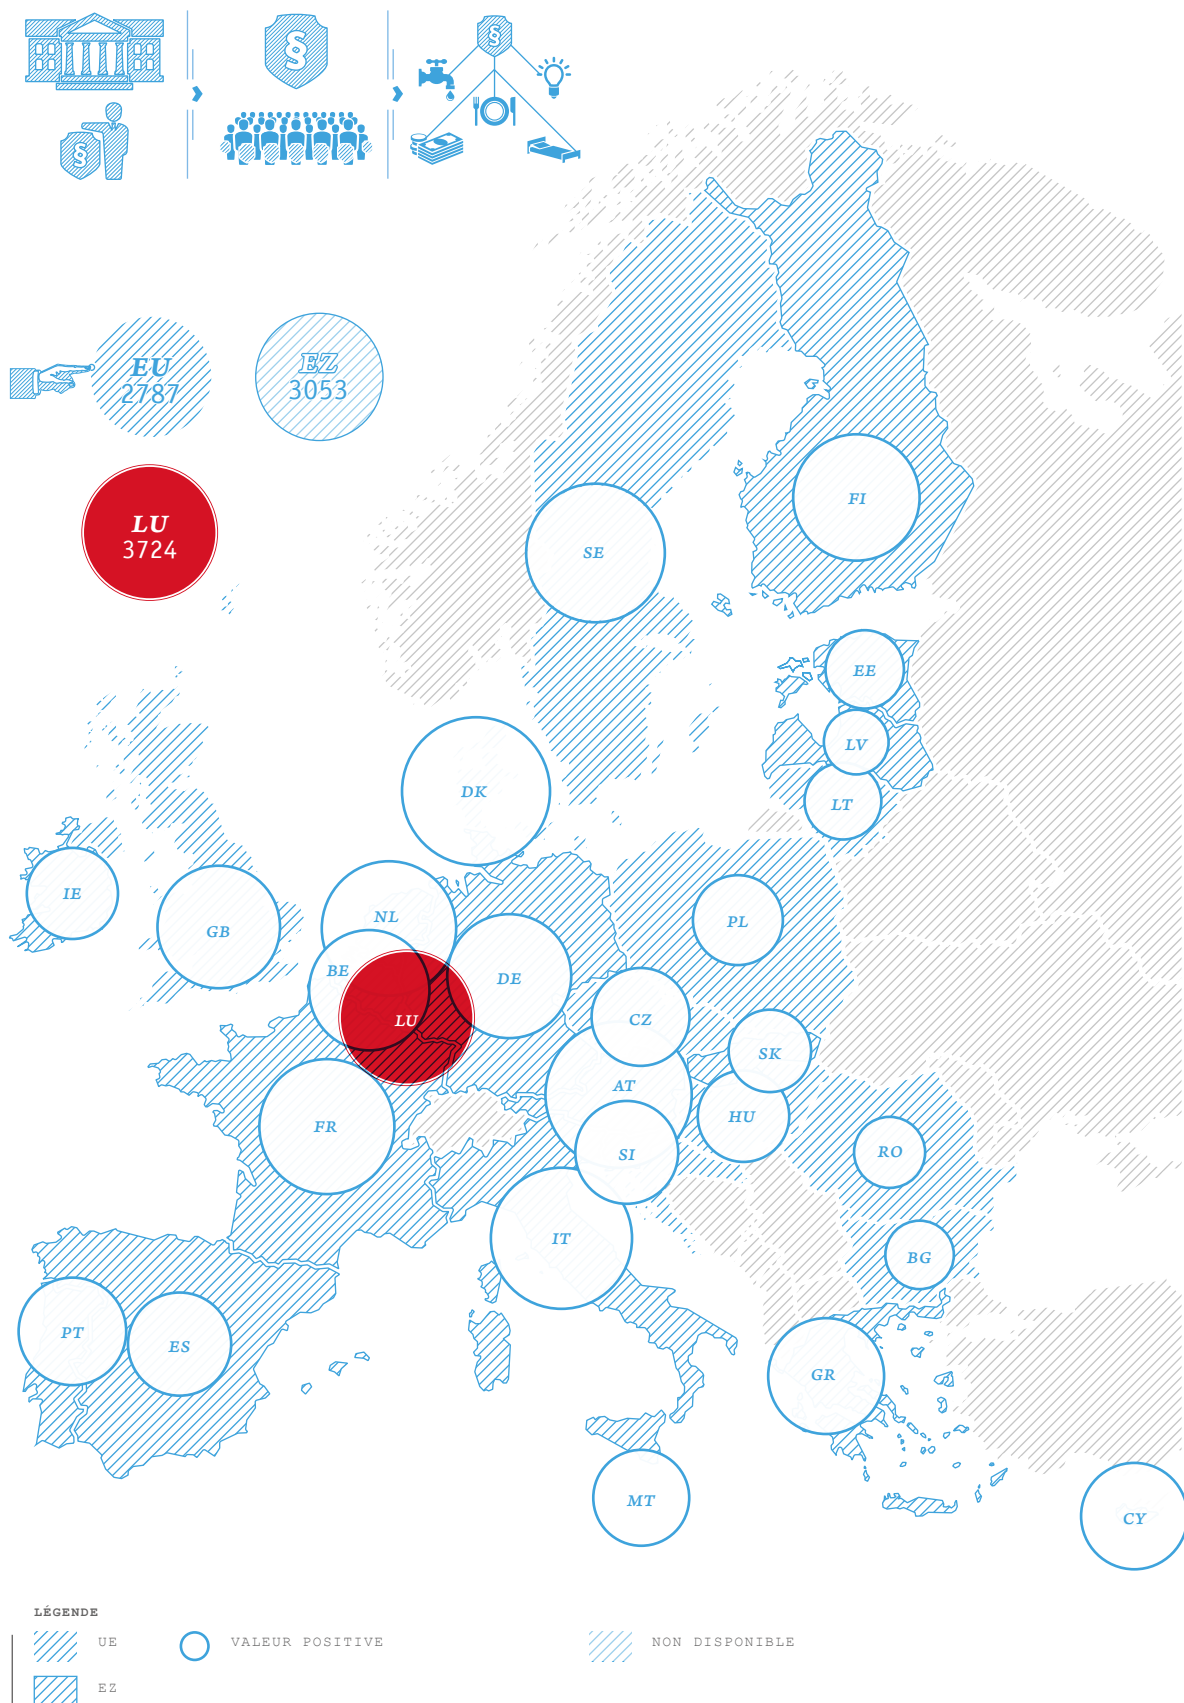 §
§
§
EU
2787
EZ
3053
LU
3724
FI
SE
EE
LV
DK
LT
IE
NL
PL
GB
BE
DE
LU
CZ
SK
AT
HU
FR
SI
RO
IT
BG
PT
ES
GR
MT
CY
LÉGENDE
UE
VALEUR POSITIVE
NON DISPONIBLE
EZ